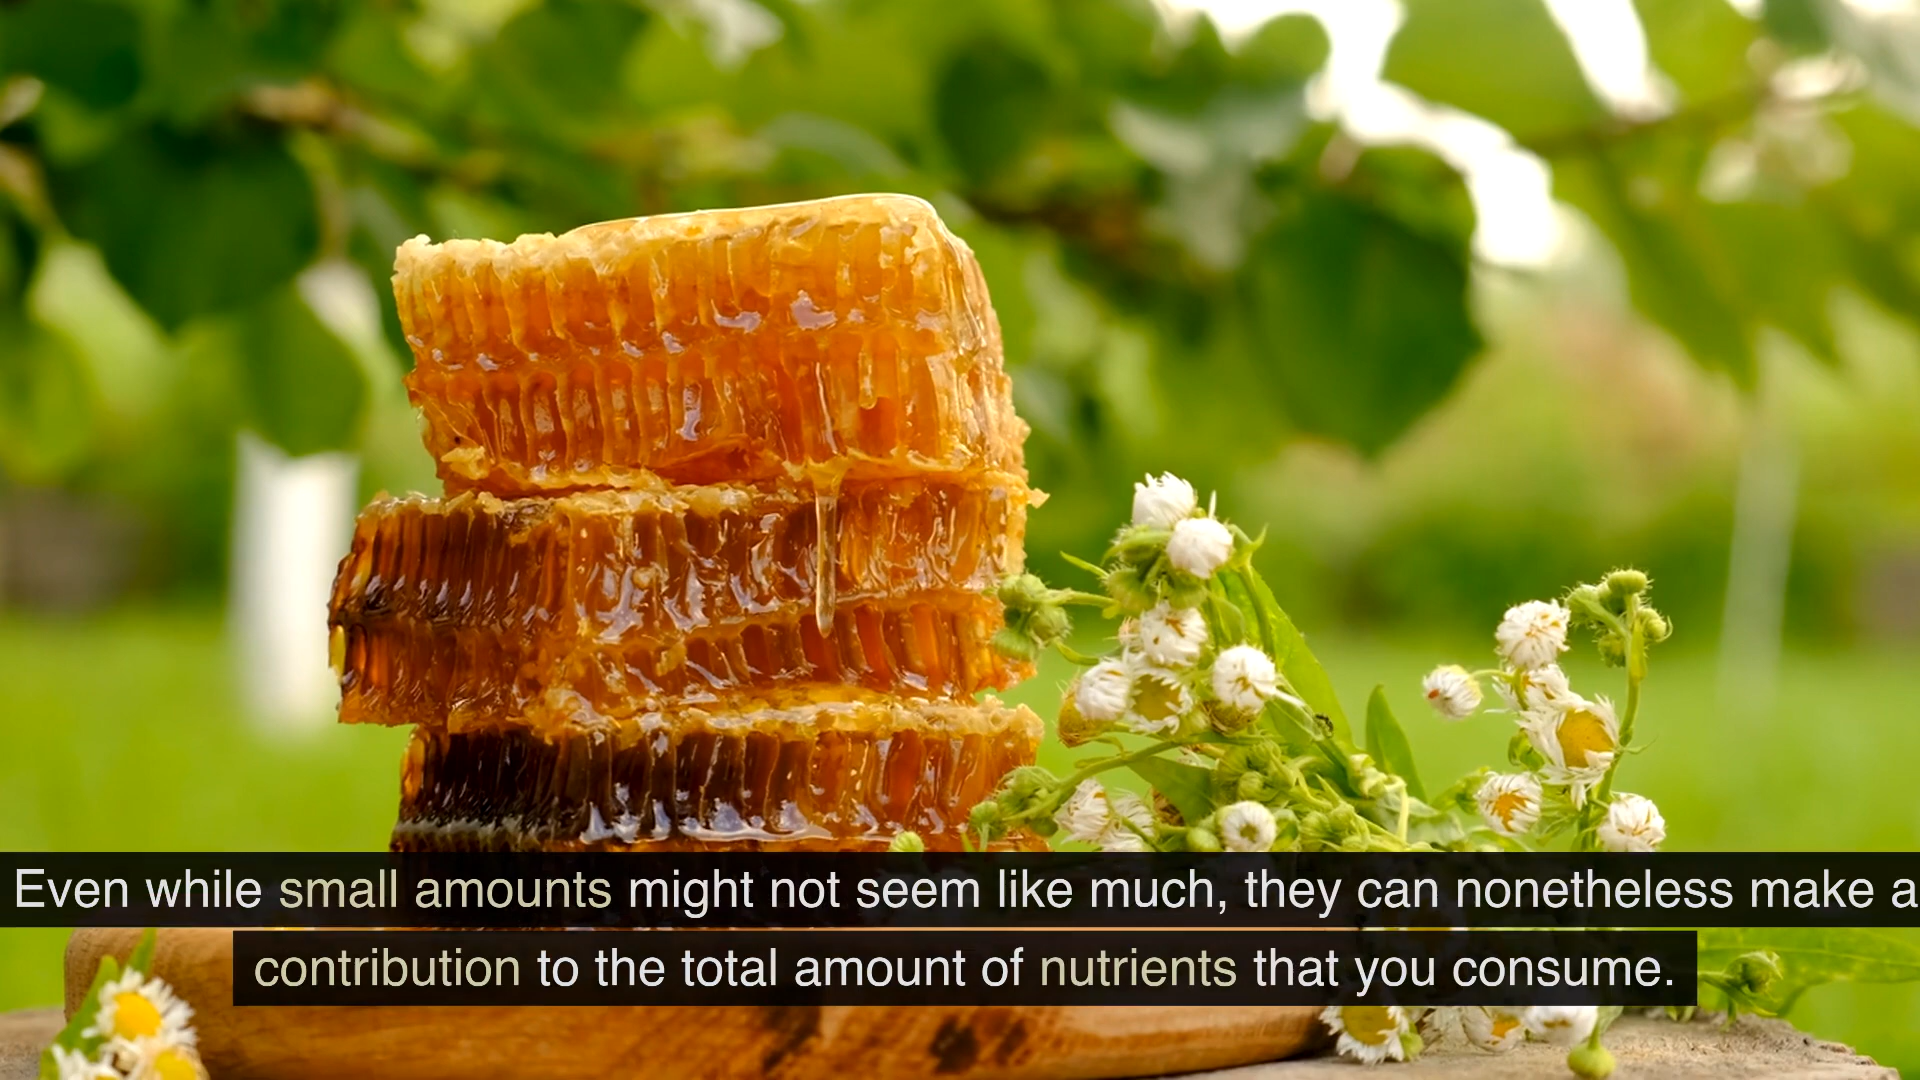 Even while small amounts might not seem like much, they can nonetheless make a
contribution to the total amount of nutrients that you consume.